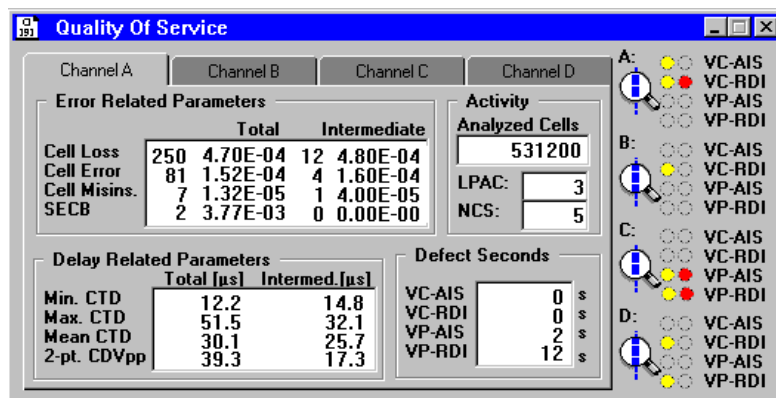 Quality Of Service
Channel A Channel B Channel C Channel D
Error Related Parameters
Total Intermediate
Cell Loss 250 4.70E-04 12 4.80E-04
Cell Error 81 1.52E-04 4 1.60E-04
Cell Misins. 7 1.32E-05 1 4.00E-05
SECB 2 3.77E-03 0 0.00E-00
Activity
Analyzed Cells
531200
LPAC: 3
NCS: 5
Delay Related Parameters
Total [µs] Intermed.[µs]
Min. CTD 12.2 14.8
Max. CTD 51.5 32.1
Mean CTD 30.1 25.7
2-pt. CDVpp 39.3 17.3
Defect Seconds
VC-AIS 0 s
VC-RDI 0 s
VP-AIS 2 s
VP-RDI 12 s
A:
VC-AIS
VC-RDI
VP-AIS
VP-RDI
B:
VC-AIS
VC-RDI
VP-AIS
VP-RDI
C:
VC-AIS
VC-RDI
VP-AIS
VP-RDI
D:
VC-AIS
VC-RDI
VP-AIS
VP-RDI